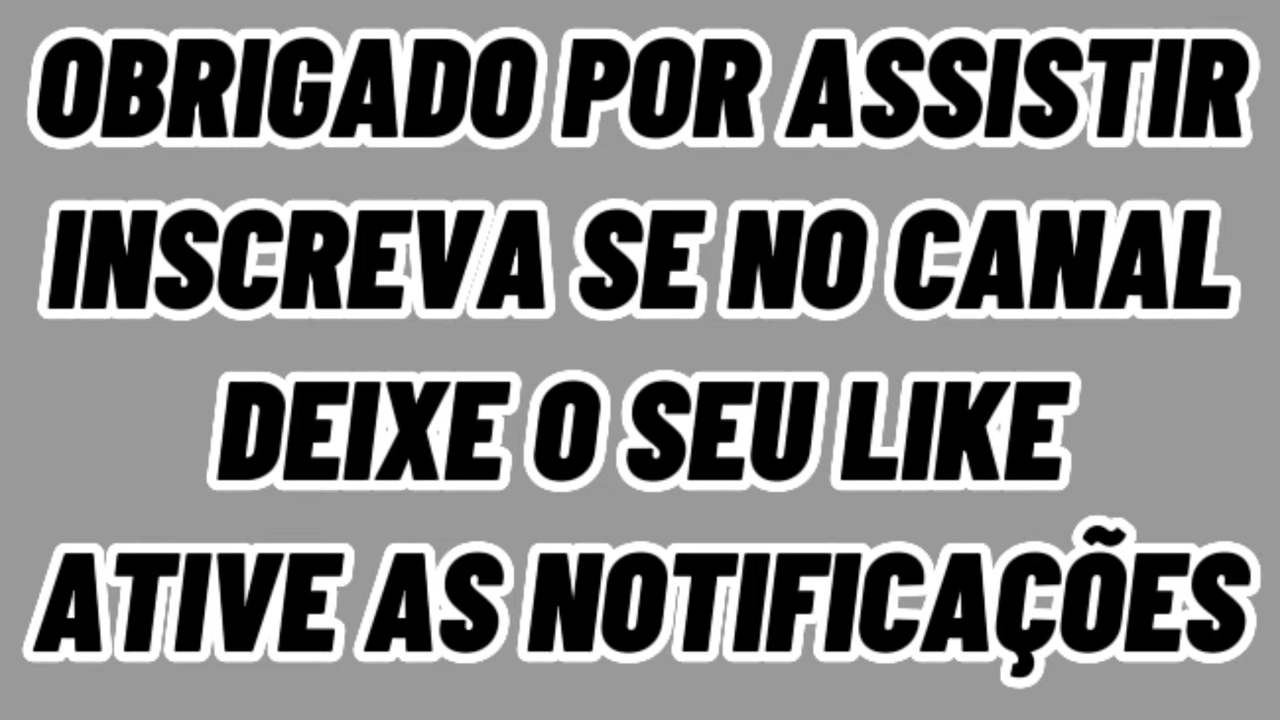 OBRIGADO POR ASSISTIR
INSCREVA SE NO CANAL
DEIXE O SEU LIKE
ATIVE AS NOTIFICAÇÕES